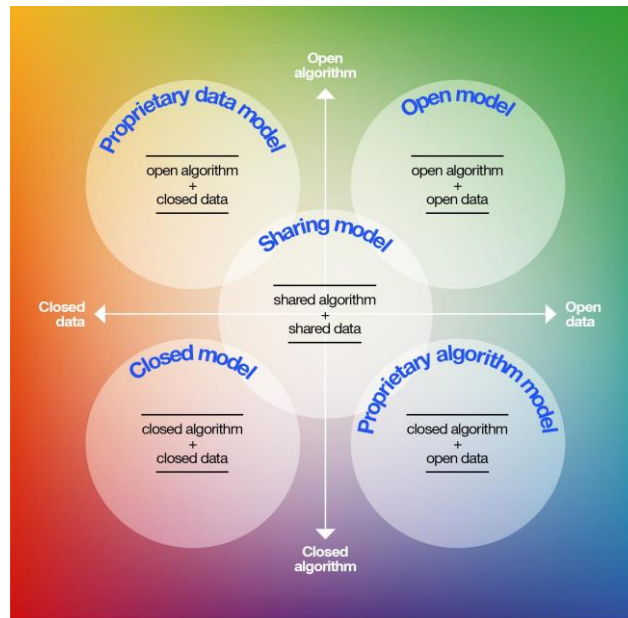 Open
algorithm
Proprietary data model
open algorithm
+
closed data
Open model
open algorithm
+
open data
Sharing model
shared algorithm
+
shared data
Closed
data
Open
data
Closed model
closed algorithm
+
closed data
Proprietary algorithm model
closed algorithm
+
open data
Closed
algorithm